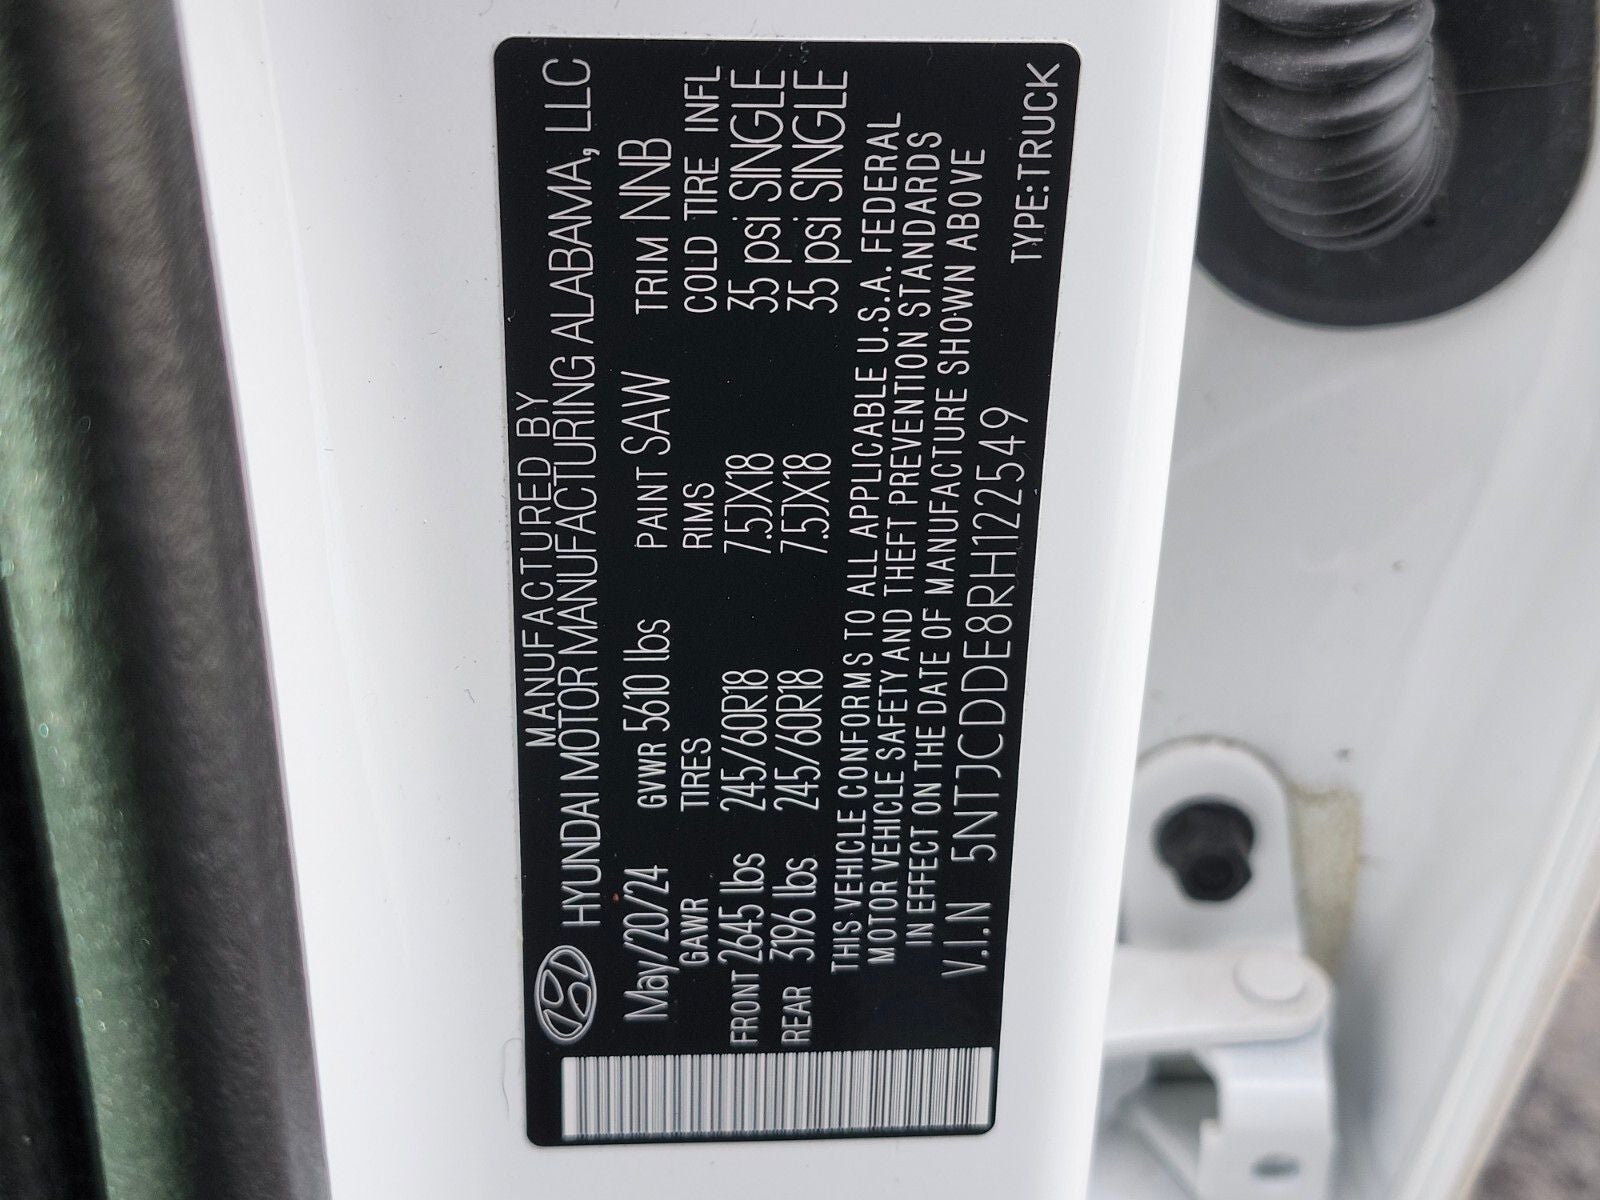 MANUFACTURED BY
HYUNDAI MOTOR MANUFACTURING ALABAMA, LLC
May/20/24 GVWR 5610 lbs PAINT SAW TRIM NNB
GAWR TIRES RIMS COLD TIRE INFL
FRONT 2645 lbs 245/60R18 7.5JX18 35 psi SINGLE
REAR 3196 lbs 245/60R18 7.5JX18 35 psi SINGLE
THIS VEHICLE CONFORMS TO ALL APPLICABLE U.S.A. FEDERAL
MOTOR VEHICLE SAFETY AND THEFT PREVENTION STANDARDS
IN EFFECT ON THE DATE OF MANUFACTURE SHOWN ABOVE
V.I.N 5NTJCDDE8RH122549 TYPE:TRUCK